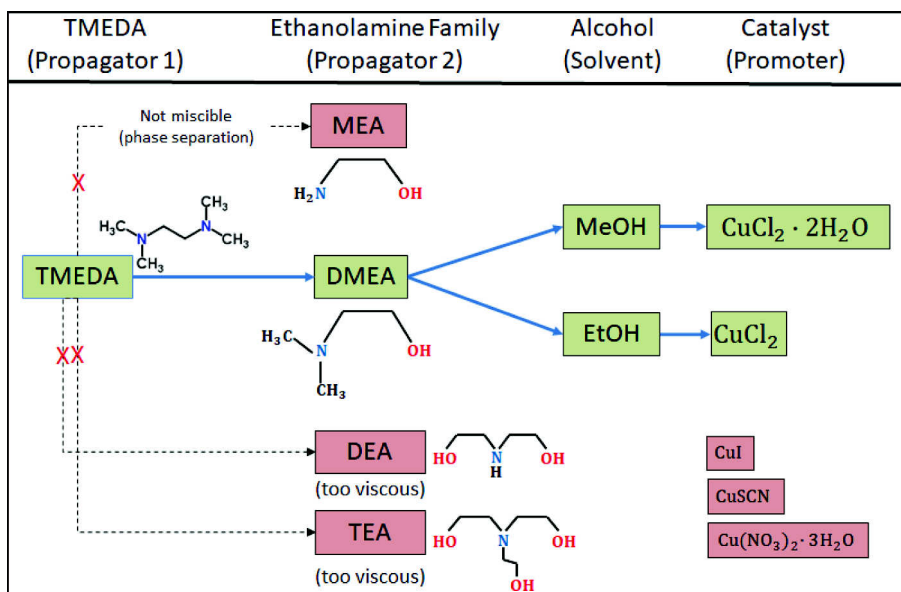 TMEDA
(Propagator 1)
Ethanolamine Family
(Propagator 2)
Alcohol
(Solvent)
Catalyst
(Promoter)
Not miscible
(phase separation)
MEA
H₂N
OH
X
CH₃
H₃C
N
N
CH₃
CH₃
MeOH
CuCl₂ · 2H₂O
TMEDA
DMEA
H₃C
N
OH
CH₃
EtOH
CuCl₂
XX
DEA
(too viscous)
HO
N
H
OH
CuI
CuSCN
TEA
(too viscous)
HO
N
OH
OH
Cu(NO₃)₂ · 3H₂O